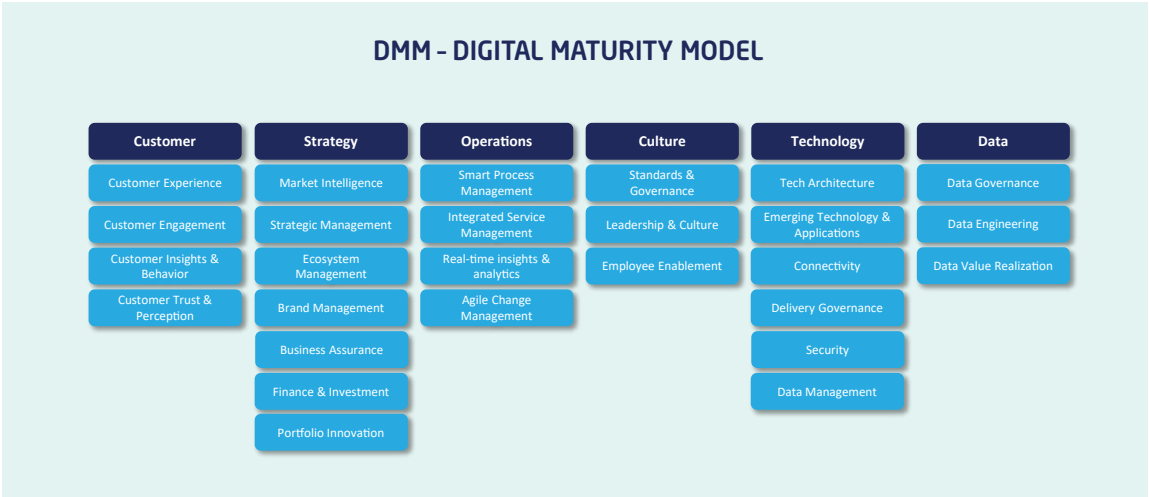 DMM – DIGITAL MATURITY MODEL
Customer
Customer Experience
Customer Engagement
Customer Insights &
Behavior
Customer Trust &
Perception
Strategy
Market Intelligence
Strategic Management
Ecosystem
Management
Brand Management
Business Assurance
Finance & Investment
Portfolio Innovation
Operations
Smart Process
Management
Integrated Service
Management
Real-time insights &
analytics
Agile Change
Management
Culture
Standards &
Governance
Leadership & Culture
Employee Enablement
Technology
Tech Architecture
Emerging Technology &
Applications
Connectivity
Delivery Governance
Security
Data Management
Data
Data Governance
Data Engineering
Data Value Realization